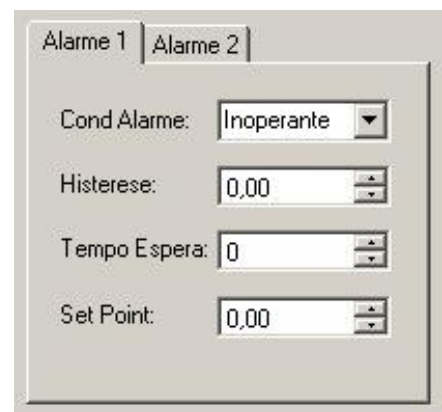 Alarme 1 Alarme 2
Cond Alarme: Inoperante
Histerese: 0,00
Tempo Espera: 0
Set Point: 0,00